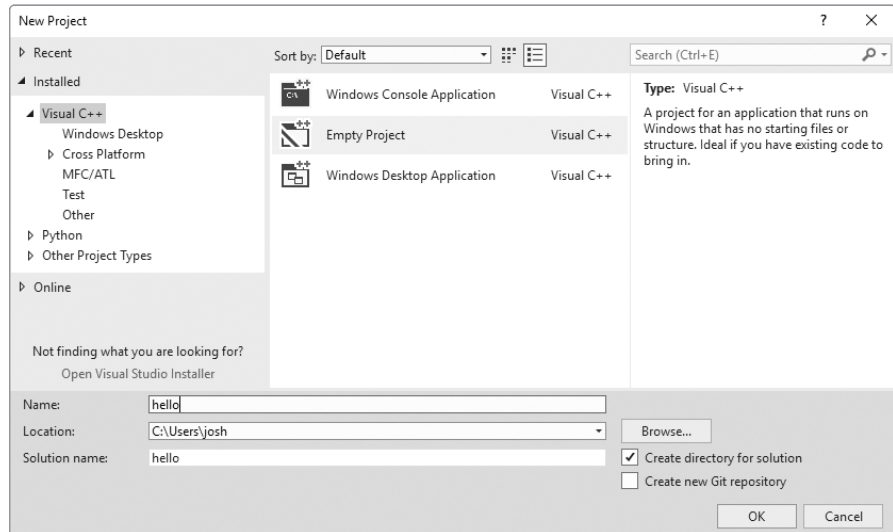 New Project
? ×
Recent
Installed
Visual C++
Windows Desktop
Cross Platform
MFC/ATL
Test
Other
Python
Other Project Types
Online
Not finding what you are looking for?
Open Visual Studio Installer
Sort by: Default
Windows Console Application Visual C++
Empty Project Visual C++
Windows Desktop Application Visual C++
Search (Ctrl+E)
Type: Visual C++
A project for an application that runs on
Windows that has no starting files or
structure. Ideal if you have existing code to
bring in.
Name: hello
Location: C:\Users\josh Browse...
Solution name: hello
Create directory for solution
Create new Git repository
OK Cancel